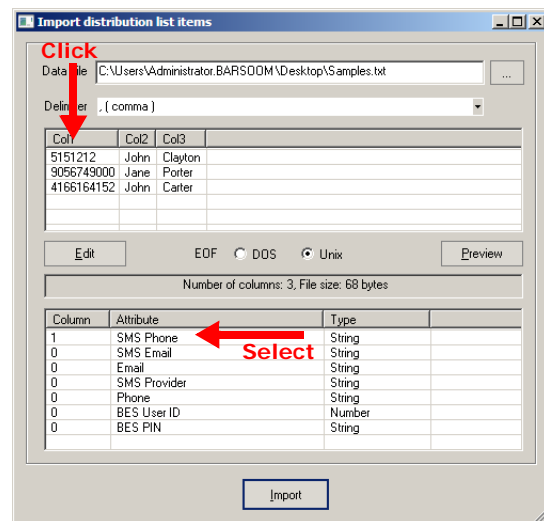 Import distribution list items
Click
Data file C:\Users\Administrator.BARSOOM\Desktop\Samples.txt ...
Delimiter , ( comma )
Col1 Col2 Col3
5151212 John Clayton
9056749000 Jane Porter
4166164152 John Carter
Edit EOF DOS Unix Preview
Number of columns: 3, File size: 68 bytes
Column Attribute Type
1 SMS Phone String
0 SMS Email String
Select
0 Email String
0 SMS Provider String
0 Phone String
0 BES User ID Number
0 BES PIN String
Import